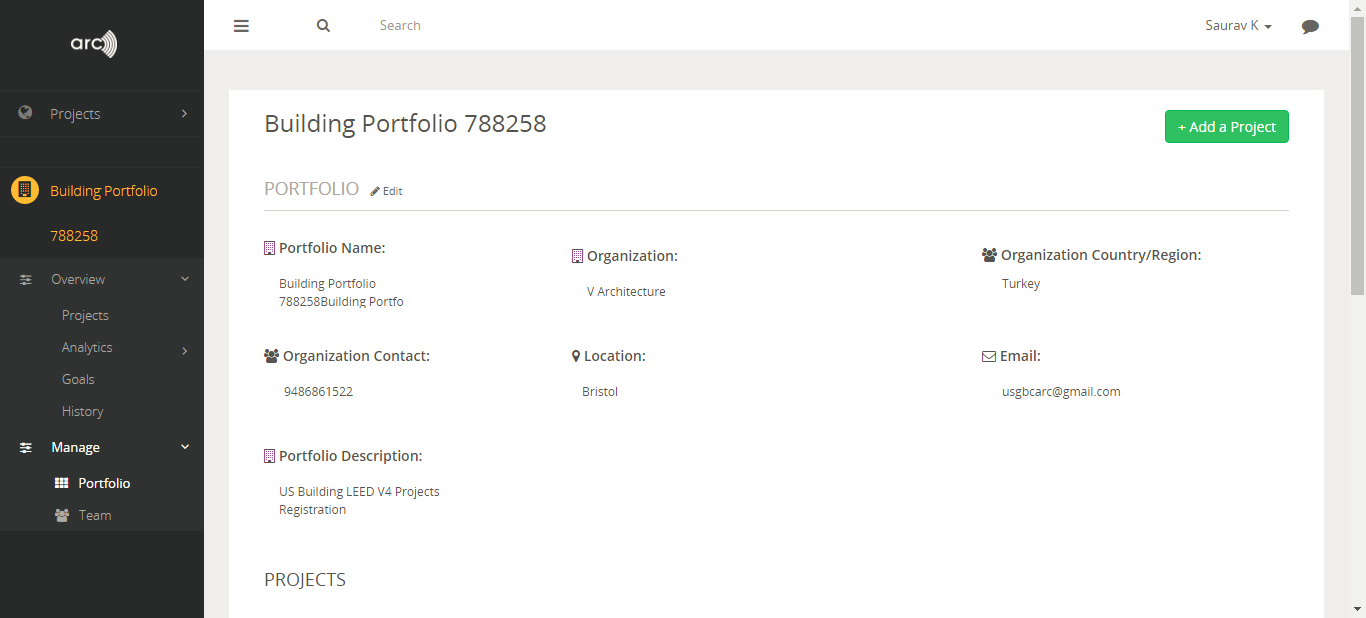 arc
Search
Saurav K
Projects
Building Portfolio
788258
Overview
Projects
Analytics
Goals
History
Manage
Portfolio
Team
Building Portfolio 788258
+ Add a Project
PORTFOLIO Edit
Portfolio Name:
Building Portfolio
788258Building Portfo
Organization:
V Architecture
Organization Country/Region:
Turkey
Organization Contact:
9486861522
Location:
Bristol
Email:
usgbcarc@gmail.com
Portfolio Description:
US Building LEED V4 Projects
Registration
PROJECTS